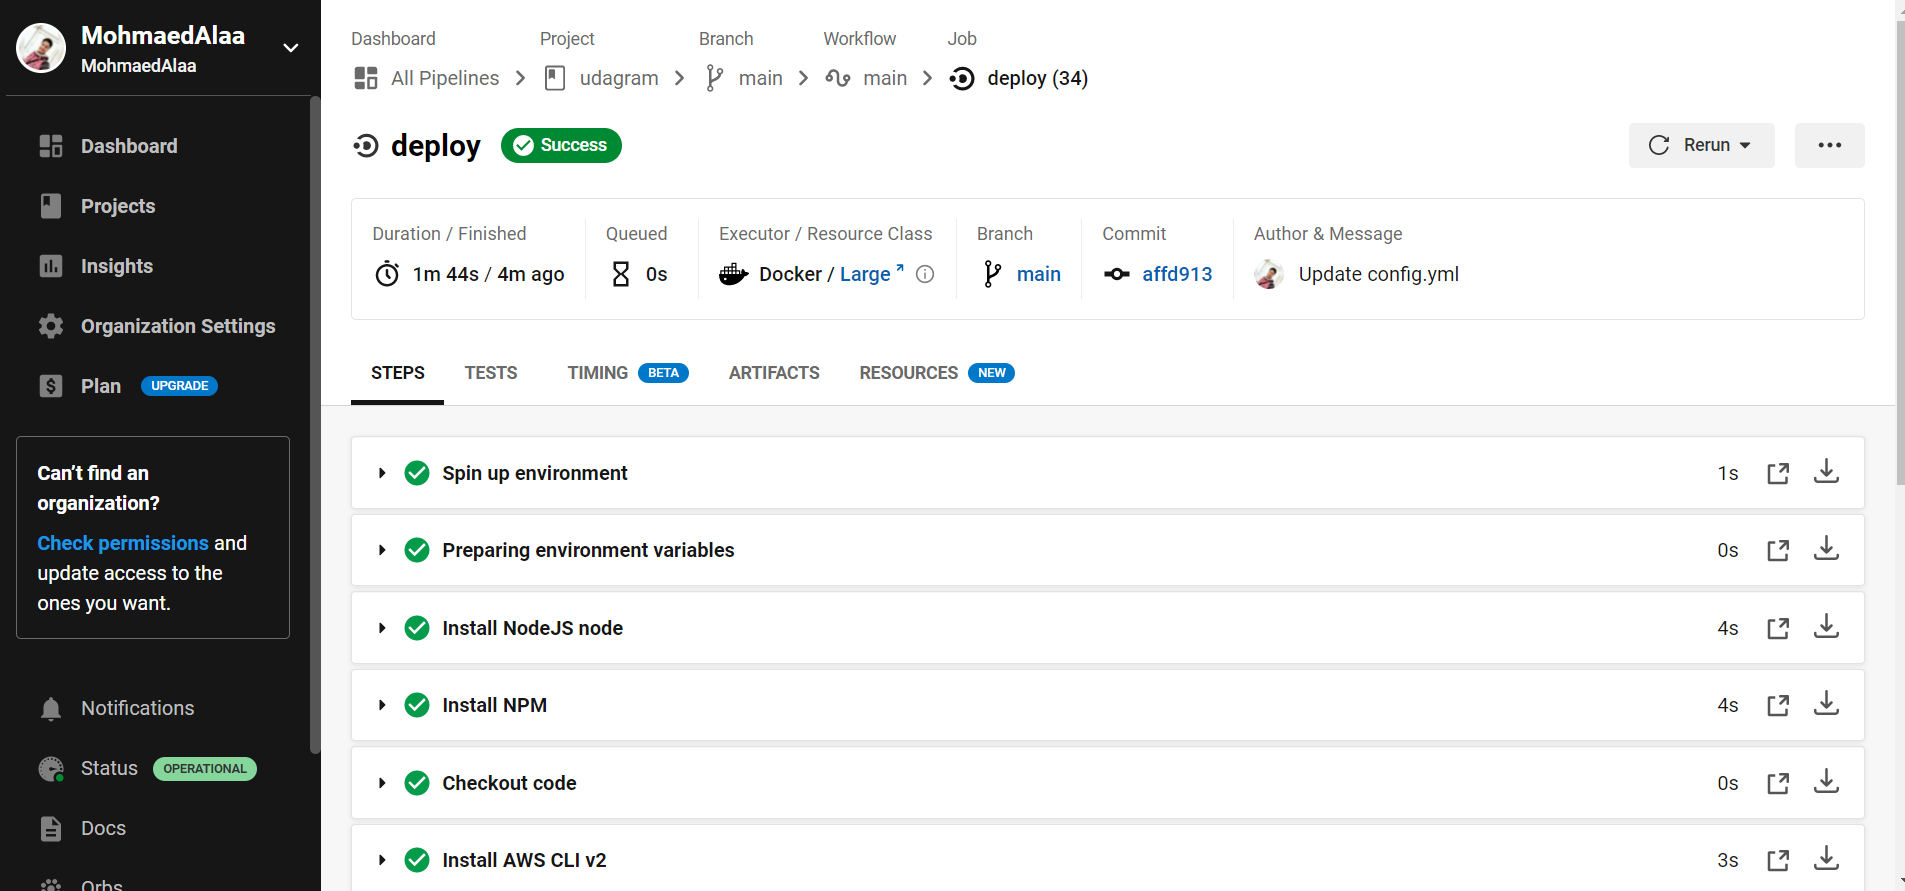 MohmaedAlaa
MohmaedAlaa
Dashboard
Projects
Insights
Organization Settings
Plan UPGRADE
Can't find an
organization?
Check permissions and
update access to the
ones you want.
Notifications
Status OPERATIONAL
Docs
Orbs
Dashboard Project Branch Workflow Job
All Pipelines udagram main main deploy (34)
deploy Success Rerun
Duration / Finished Queued Executor / Resource Class Branch Commit Author & Message
1m 44s / 4m ago 0s Docker / Large main affd913 Update config.yml
STEPS TESTS TIMING BETA ARTIFACTS RESOURCES NEW
Spin up environment 1s
Preparing environment variables 0s
Install NodeJS node 4s
Install NPM 4s
Checkout code 0s
Install AWS CLI v2 3s